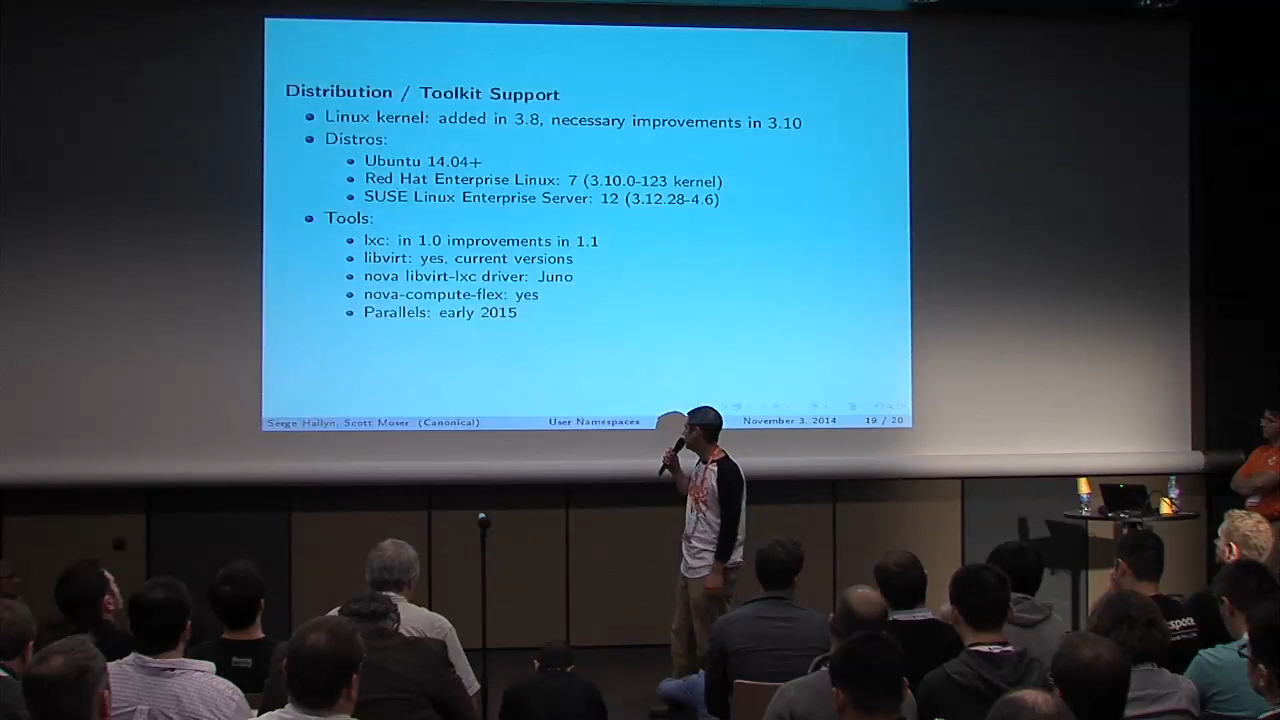 Distribution / Toolkit Support
Linux kernel: added in 3.8, necessary improvements in 3.10
Distros:
Ubuntu 14.04+
Red Hat Enterprise Linux: 7 (3.10.0-123 kernel)
SUSE Linux Enterprise Server: 12 (3.12.28-4.6)
Tools:
lxc: in 1.0 improvements in 1.1
libvirt: yes, current versions
nova libvirt-lxc driver: Juno
nova-compute-flex: yes
Parallels: early 2015
Serge Hallyn, Scott Moser (Canonical) User Namespaces November 3, 2014 19 / 20